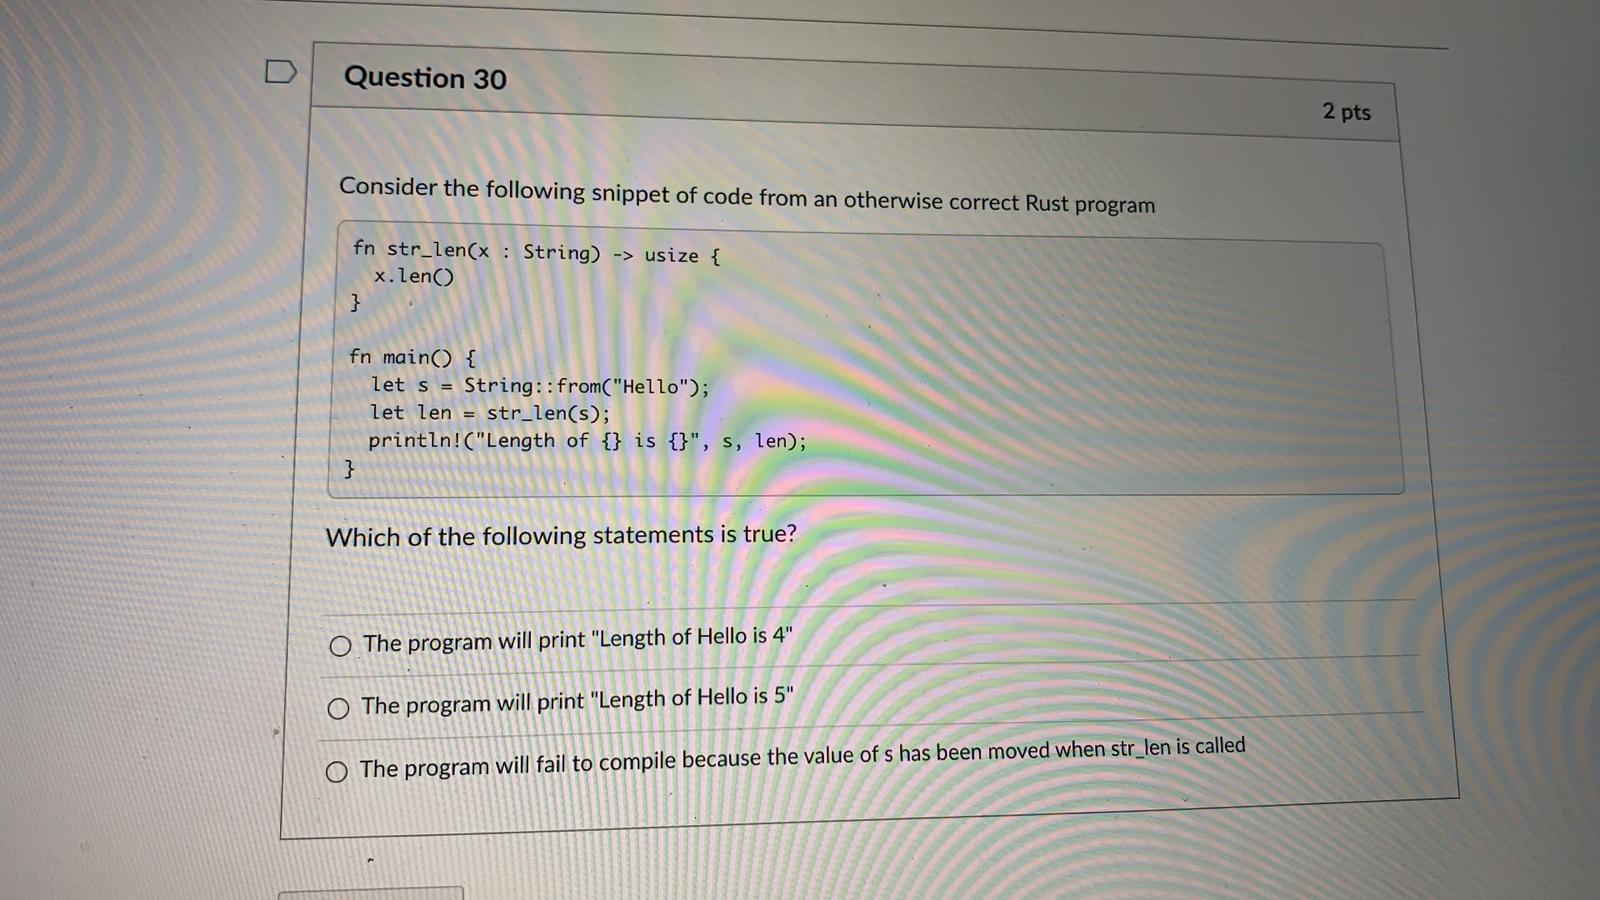 Question 30
2 pts
Consider the following snippet of code from an otherwise correct Rust program
fn str_len(x : String) -> usize {
  x.len()
}
fn main() {
  let s = String::from("Hello");
  let len = str_len(s);
  println!("Length of {} is {}", s, len);
}
Which of the following statements is true?
The program will print "Length of Hello is 4"
The program will print "Length of Hello is 5"
The program will fail to compile because the value of s has been moved when str_len is called